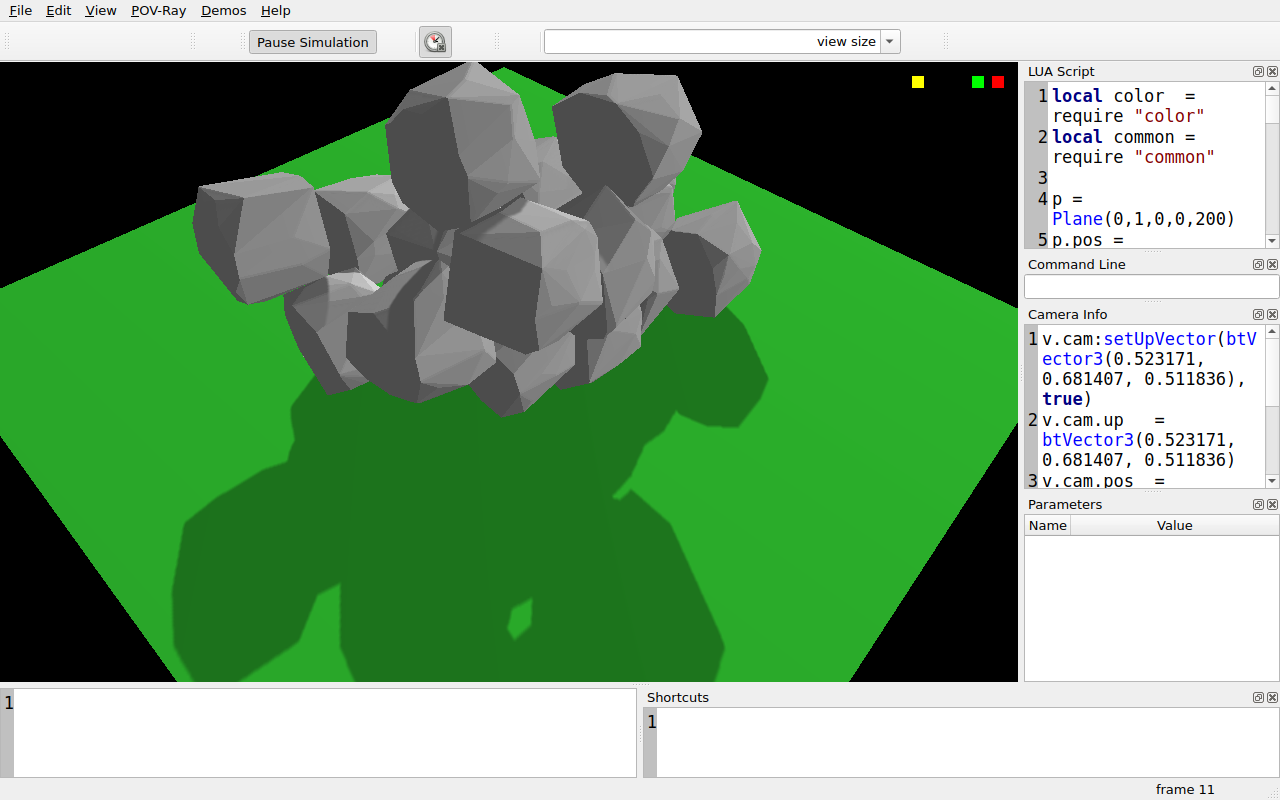 File Edit View POV-Ray Demos Help
Pause Simulation
view size
LUA Script
1 local color  =
require "color"
2 local common =
require "common"
3
4 p =
Plane(0,1,0,0,200)
5 p.pos =
Command Line
Camera Info
1 v.cam:setUpVector(btV
ector3(0.523171,
0.681407, 0.511836),
true)
2 v.cam.up   =
btVector3(0.523171,
0.681407, 0.511836)
3 v.cam.pos  =
Parameters
Name Value
1
Shortcuts
1
frame 11